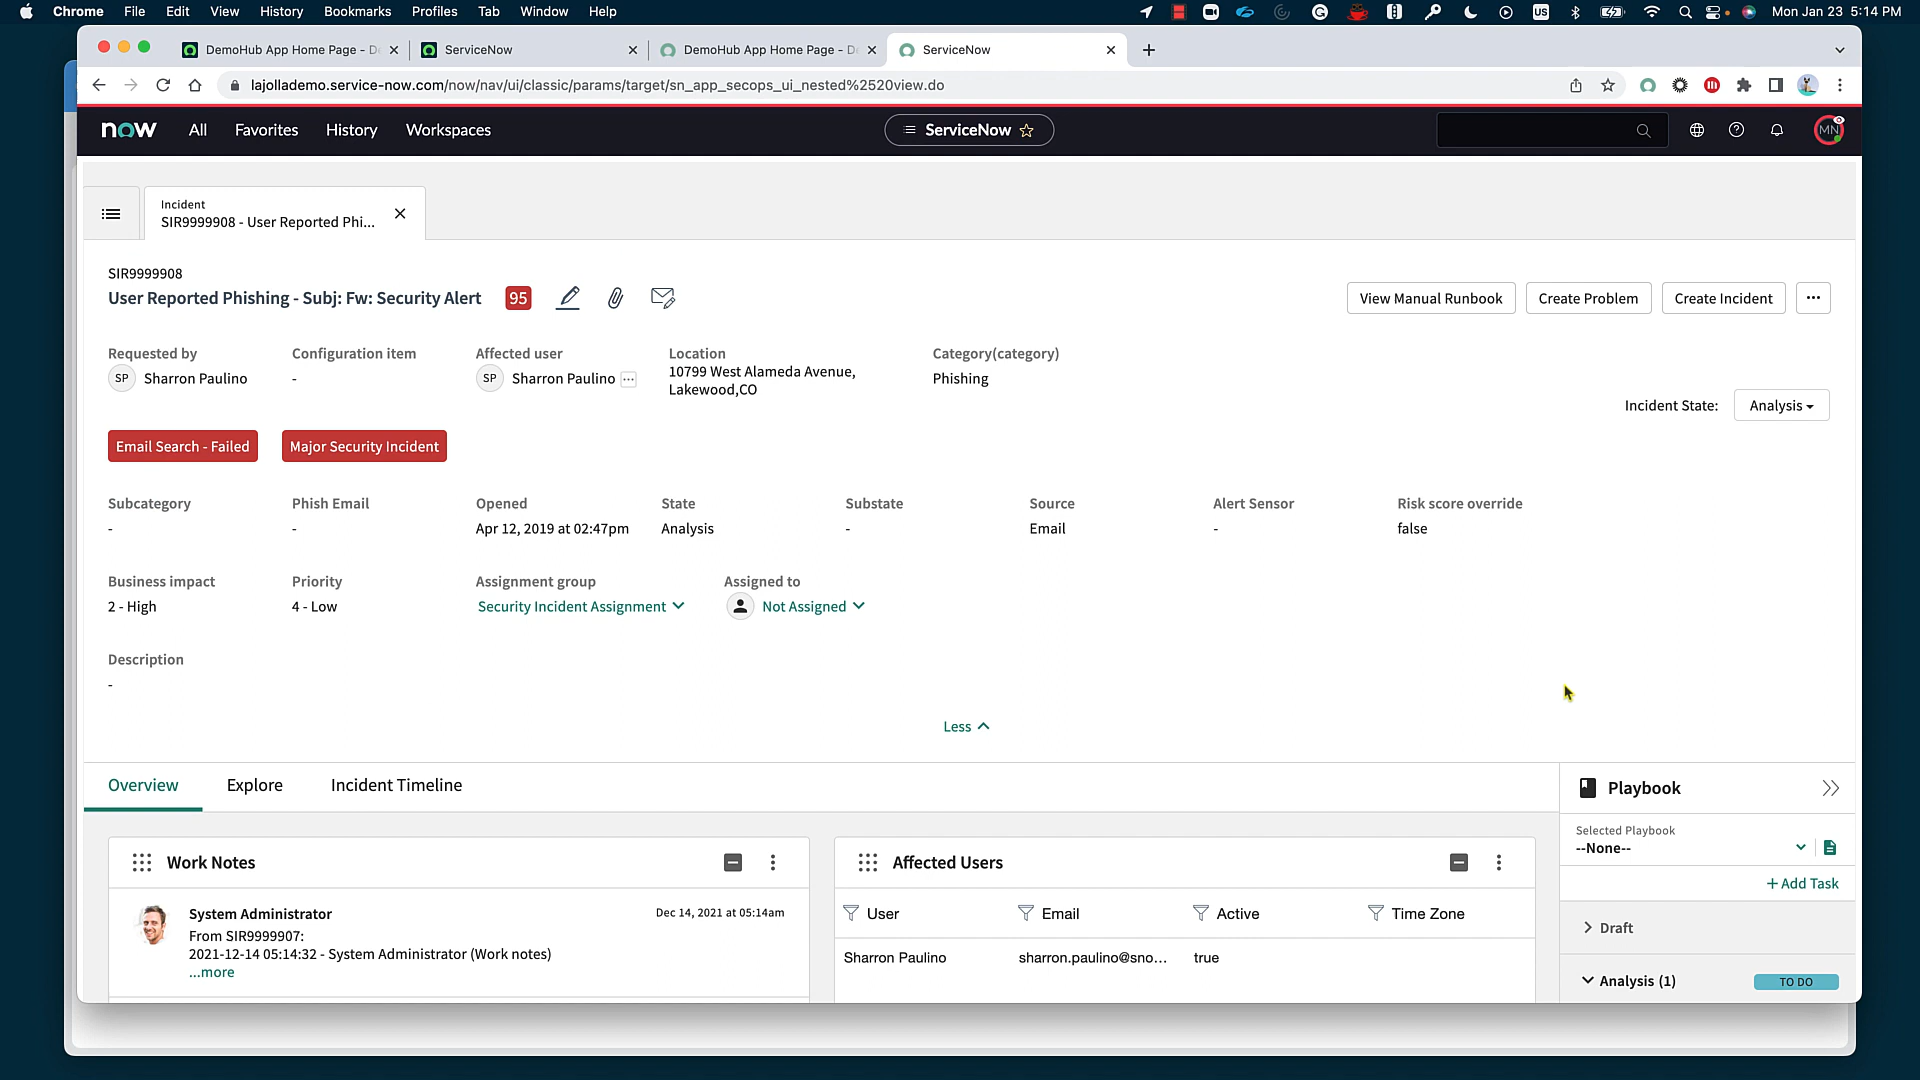 Chrome File Edit View History Bookmarks Profiles Tab Window Help
US
Mon Jan 23 5:14 PM
DemoHub App Home Page - D
ServiceNow
DemoHub App Home Page - D
ServiceNow
lajollademo.service-now.com/now/nav/ui/classic/params/target/sn_app_secops_ui_nested%2520view.do
now All Favorites History Workspaces
ServiceNow
MN
Incident
SIR9999908 - User Reported Phi...
SIR9999908
User Reported Phishing - Subj: Fw: Security Alert 95
View Manual Runbook Create Problem Create Incident ...
Requested by Configuration item Affected user Location Category(category)
SP Sharron Paulino - SP Sharron Paulino ... 10799 West Alameda Avenue, Phishing
Lakewood,CO
Incident State: Analysis
Email Search - Failed Major Security Incident
Subcategory Phish Email Opened State Substate Source Alert Sensor Risk score override
- - Apr 12, 2019 at 02:47pm Analysis - Email - false
Business impact Priority Assignment group Assigned to
2 - High 4 - Low Security Incident Assignment Not Assigned
Description
-
Less
Overview Explore Incident Timeline
Playbook
Selected Playbook
--None--
+ Add Task
Draft
Analysis (1) TO DO
Work Notes
System Administrator Dec 14, 2021 at 05:14am
From SIR9999907:
2021-12-14 05:14:32 - System Administrator (Work notes)
...more
Affected Users
User Email Active Time Zone
Sharron Paulino sharron.paulino@sno... true